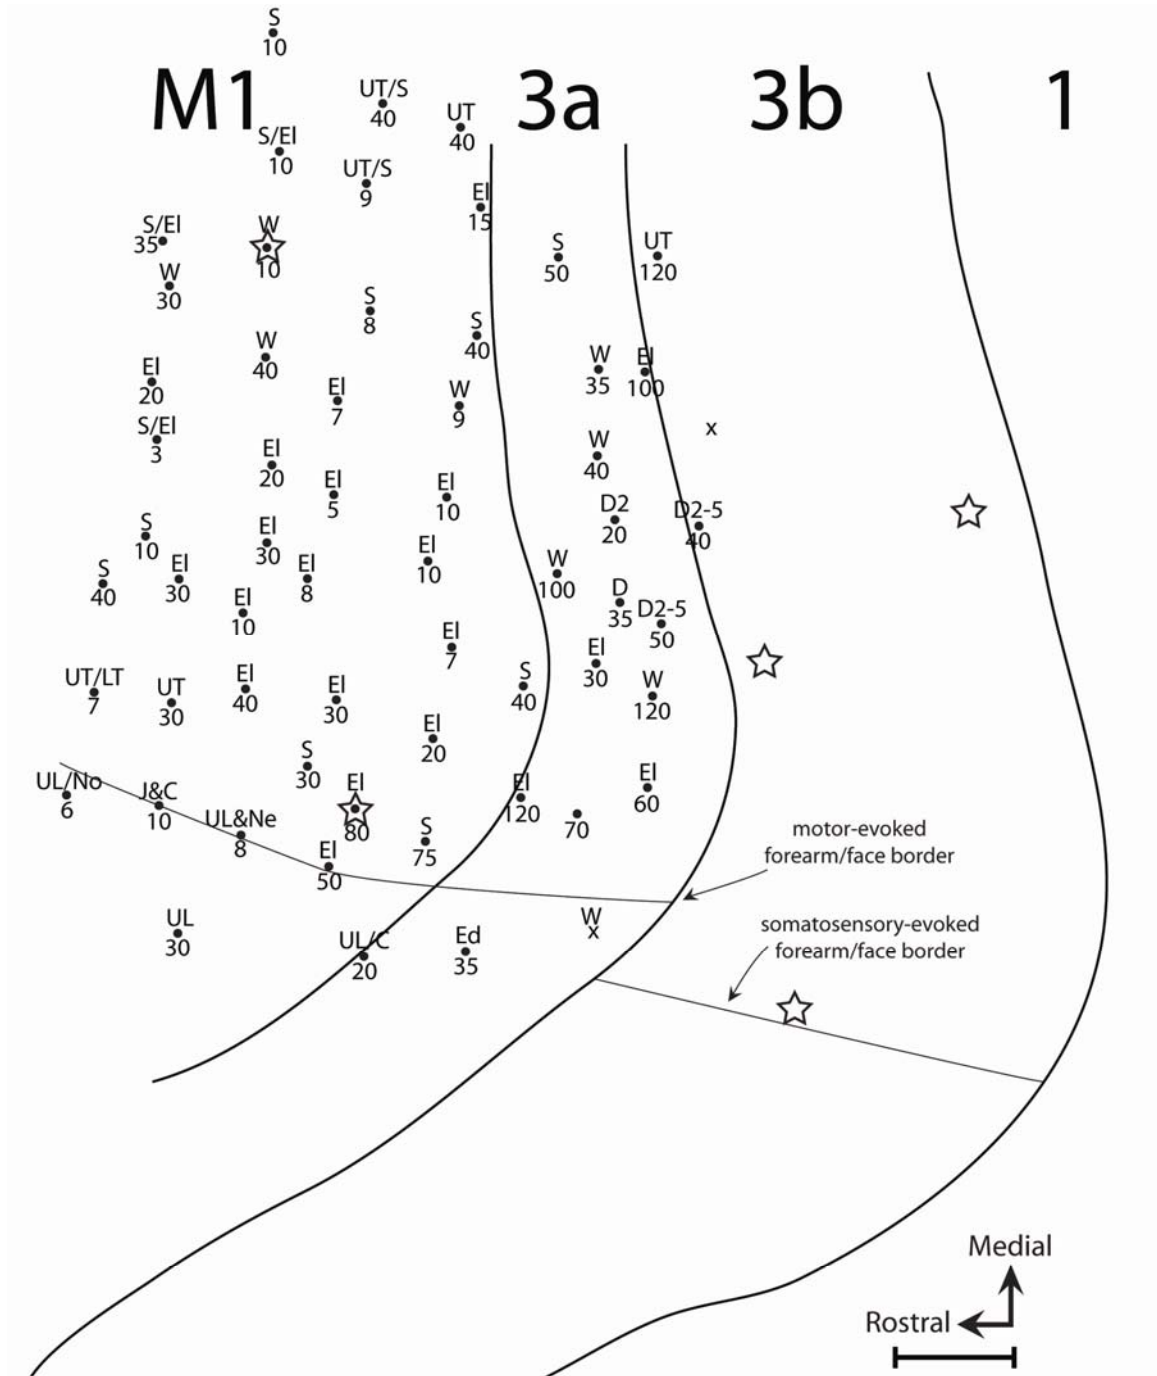 S
10
M1
3a
3b
1
UT/S
40
UT
40
S/El
10
UT/S
9
El
15
S/El
35
W
10
W
30
S
50
UT
120
S
8
S
40
W
40
W
35
El
100
El
20
El
7
W
9
x
S/El
3
W
40
El
20
El
5
El
10
D2
20
D2-5
40
S
10
El
30
El
10
S
40
El
30
El
8
W
100
D
35
D2-5
50
El
10
El
7
El
30
UT/LT
7
UT
30
El
40
El
30
S
40
W
120
El
20
S
30
UL/No
6
J&C
10
El
80
El
120
El
60
70
UL&Ne
8
S
75
El
50
motor-evoked
forearm/face border
UL
30
UL/C
20
Ed
35
W
x
somatosensory-evoked
forearm/face border
Medial
Rostral